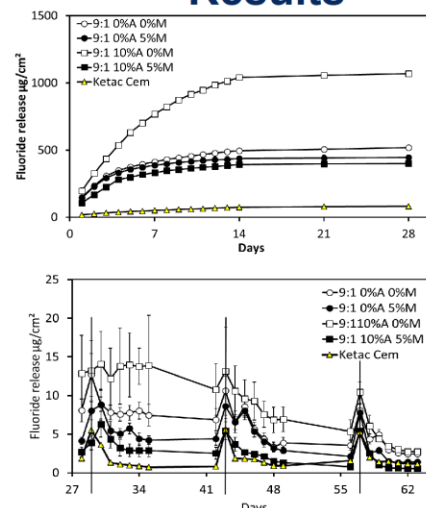 Results
1500
1000
500
0
Fluoride release µg/cm²
9:1 0%A 0%M
9:1 0%A 5%M
9:1 10%A 0%M
9:1 10%A 5%M
Ketac Cem
0 7 14 21 28
Days
25
20
15
10
5
0
Fluoride release µg/cm²
9:1 0%A 0%M
9:1 0%A 5%M
9:110%A 0%M
9:1 10%A 5%M
Ketac Cem
27 34 41 48 55 62
Days